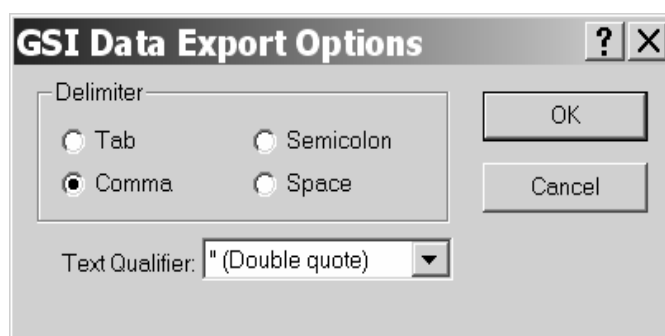 GSI Data Export Options ? X
Delimiter
Tab Semicolon OK
Comma Space Cancel
Text Qualifier: " (Double quote)